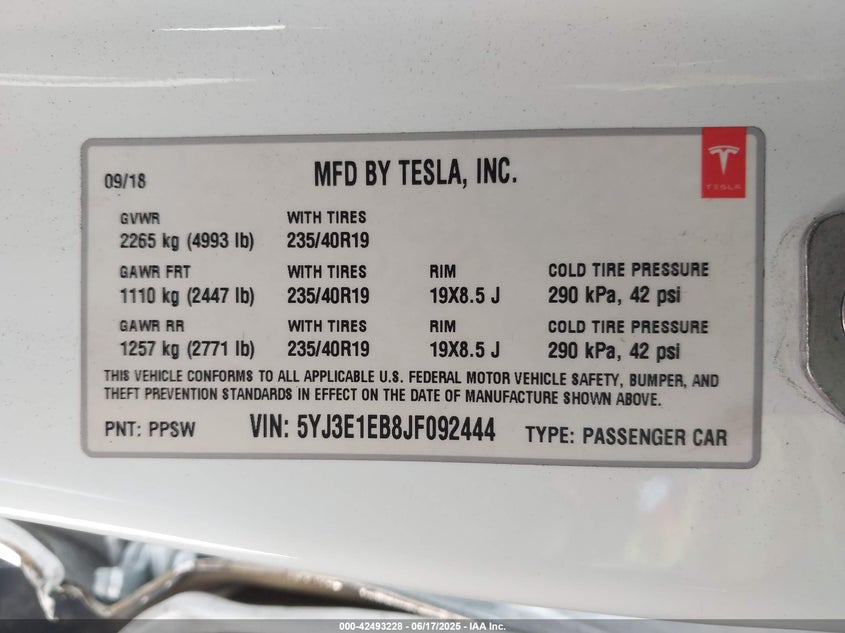 09/18
MFD BY TESLA, INC.
TESLA
GVWR WITH TIRES
2265 kg (4993 lb) 235/40R19
GAWR FRT WITH TIRES RIM COLD TIRE PRESSURE
1110 kg (2447 lb) 235/40R19 19X8.5 J 290 kPa, 42 psi
GAWR RR WITH TIRES RIM COLD TIRE PRESSURE
1257 kg (2771 lb) 235/40R19 19X8.5 J 290 kPa, 42 psi
THIS VEHICLE CONFORMS TO ALL APPLICABLE U.S. FEDERAL MOTOR VEHICLE SAFETY, BUMPER, AND
THEFT PREVENTION STANDARDS IN EFFECT ON THE DATE OF MANUFACTURE SHOWN ABOVE.
PNT: PPSW VIN: 5YJ3E1EB8JF092444 TYPE: PASSENGER CAR
000-42493228 - 06/17/2025 - IAA, Inc.